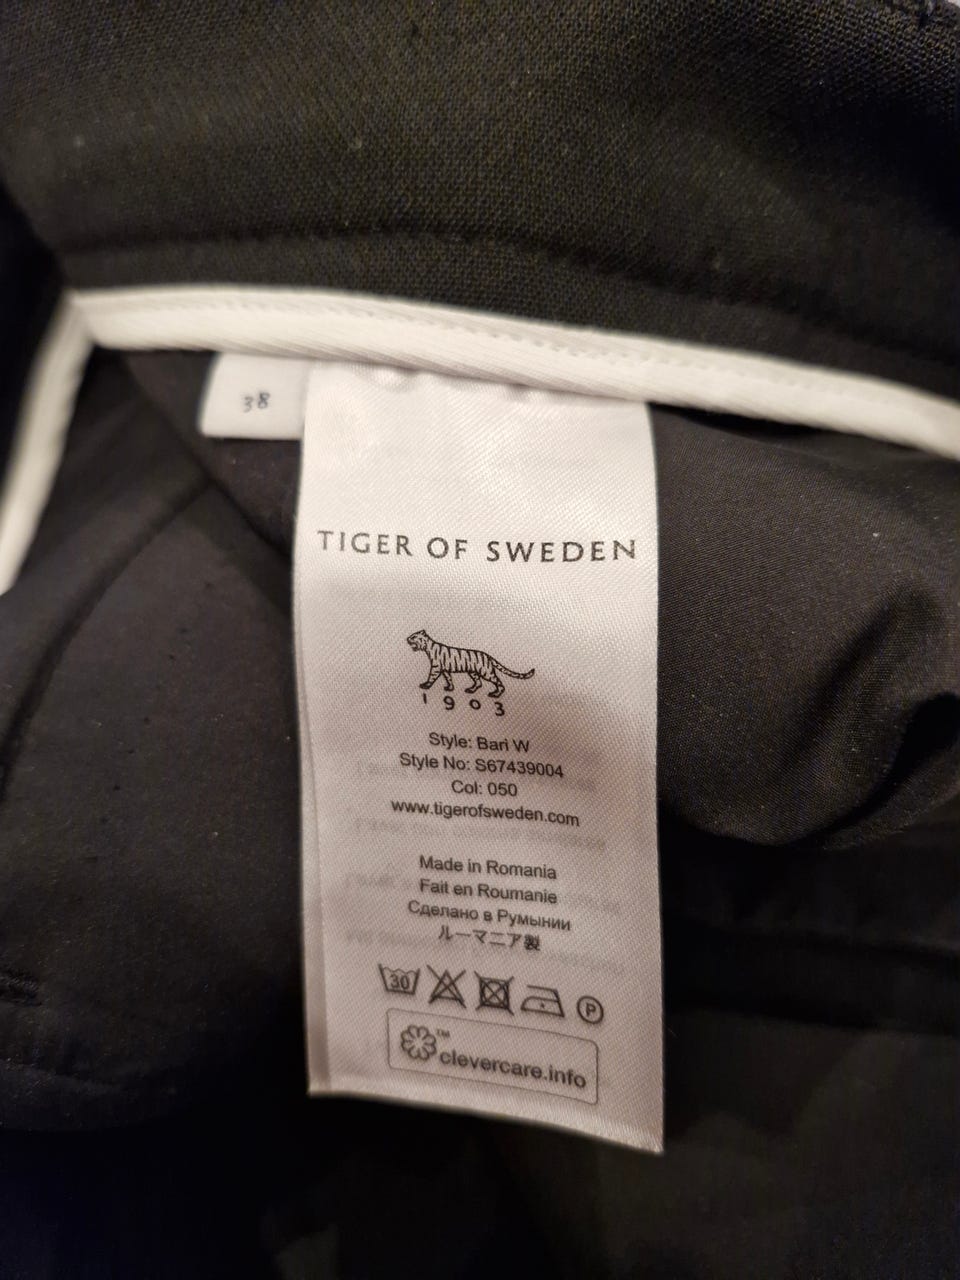 38
TIGER OF SWEDEN
1903
Style: Bari W
Style No: S67439004
Col: 050
www.tigerofsweden.com
Made in Romania
Fait en Roumanie
Сделано в Румынии
ルーマニア製
30 P
™
clevercare.info